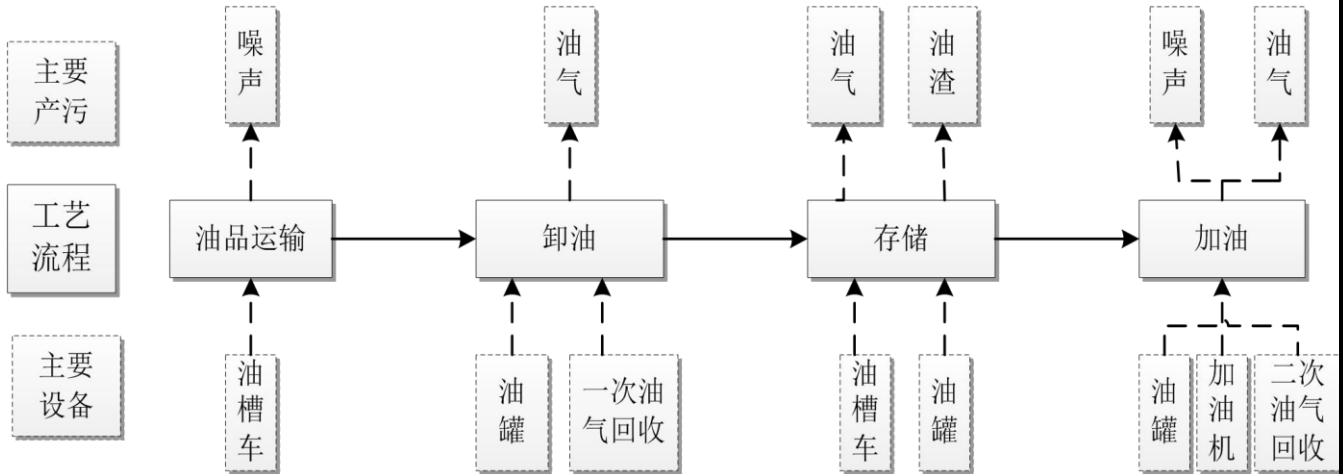 主要
产污
噪
声
油
气
油
气
油
渣
噪
声
油
气
工艺
流程
油品运输
卸油
存储
加油
主要
设备
油
槽
车
油
罐
一次油
气回收
油
槽
车
油
罐
油
罐
加
油
机
二次
油气
回收